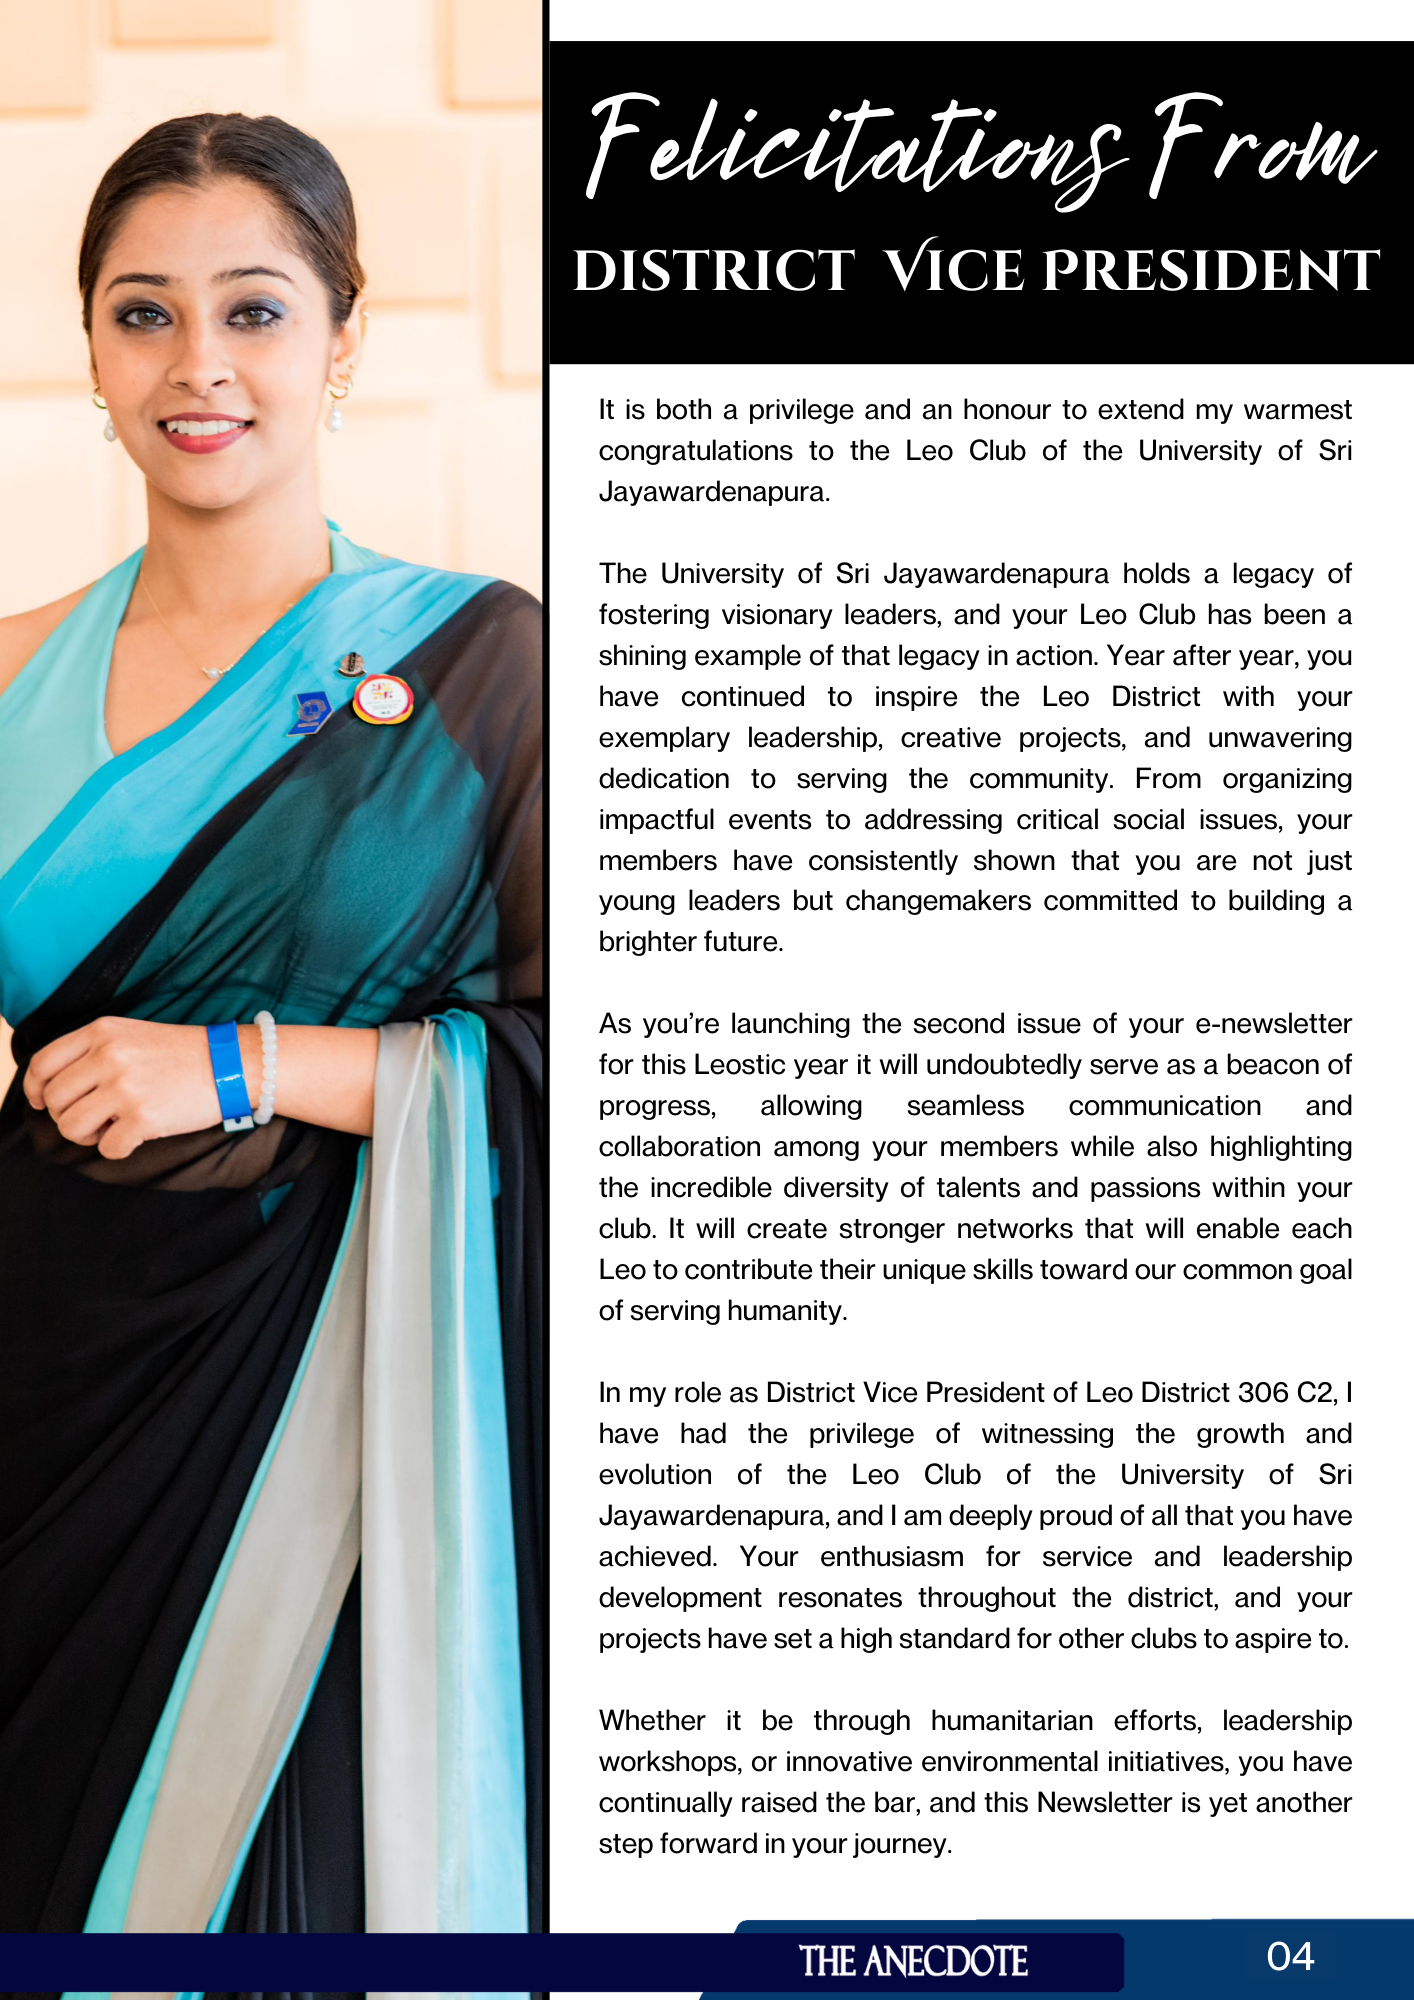 Felicitations From
DISTRICT VICE PRESIDENT
It is both a privilege and an honour to extend my warmest
congratulations to the Leo Club of the University of Sri
Jayawardenapura.
The University of Sri Jayawardenapura holds a legacy of
fostering visionary leaders, and your Leo Club has been a
shining example of that legacy in action. Year after year, you
have continued to inspire the Leo District with your
exemplary leadership, creative projects, and unwavering
dedication to serving the community. From organizing
impactful events to addressing critical social issues, your
members have consistently shown that you are not just
young leaders but changemakers committed to building a
brighter future.
As you’re launching the second issue of your e-newsletter
for this Leostic year it will undoubtedly serve as a beacon of
progress, allowing seamless communication and
collaboration among your members while also highlighting
the incredible diversity of talents and passions within your
club. It will create stronger networks that will enable each
Leo to contribute their unique skills toward our common goal
of serving humanity.
In my role as District Vice President of Leo District 306 C2, I
have had the privilege of witnessing the growth and
evolution of the Leo Club of the University of Sri
Jayawardenapura, and I am deeply proud of all that you have
achieved. Your enthusiasm for service and leadership
development resonates throughout the district, and your
projects have set a high standard for other clubs to aspire to.
Whether it be through humanitarian efforts, leadership
workshops, or innovative environmental initiatives, you have
continually raised the bar, and this Newsletter is yet another
step forward in your journey.
THE ANECDOTE
04